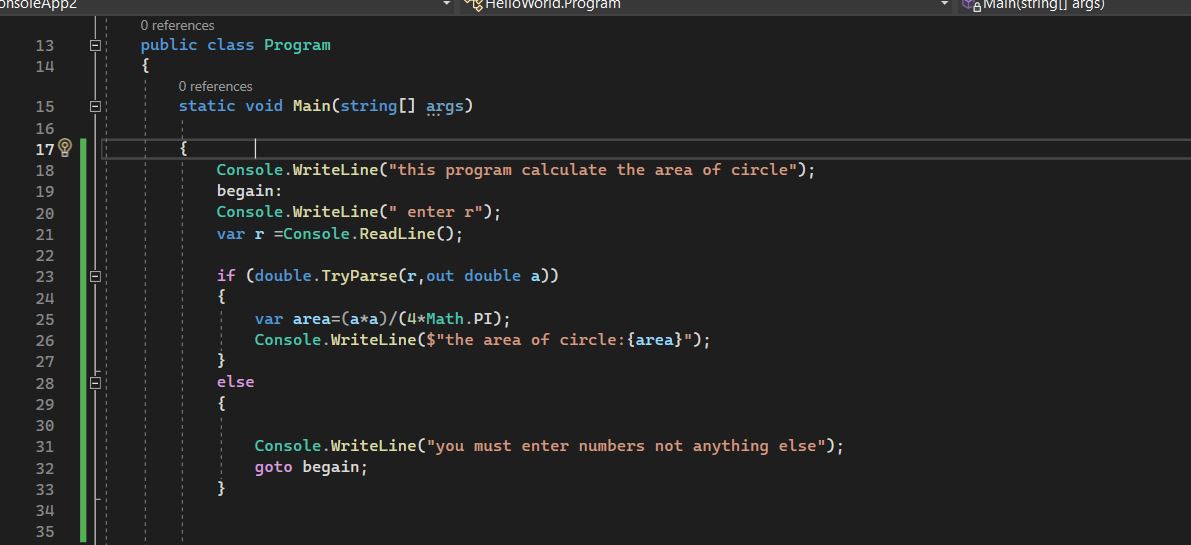 onsoleApp2 HelloWorld.Program Main(string[] args)
0 references
13 public class Program
14 {
0 references
15 static void Main(string[] args)
16
17 {
18 Console.WriteLine("this program calculate the area of circle");
19 begain:
20 Console.WriteLine(" enter r");
21 var r =Console.ReadLine();
22
23 if (double.TryParse(r,out double a))
24 {
25 var area=(a*a)/(4*Math.PI);
26 Console.WriteLine($"the area of circle:{area}");
27 }
28 else
29 {
30
31 Console.WriteLine("you must enter numbers not anything else");
32 goto begain;
33 }
34
35